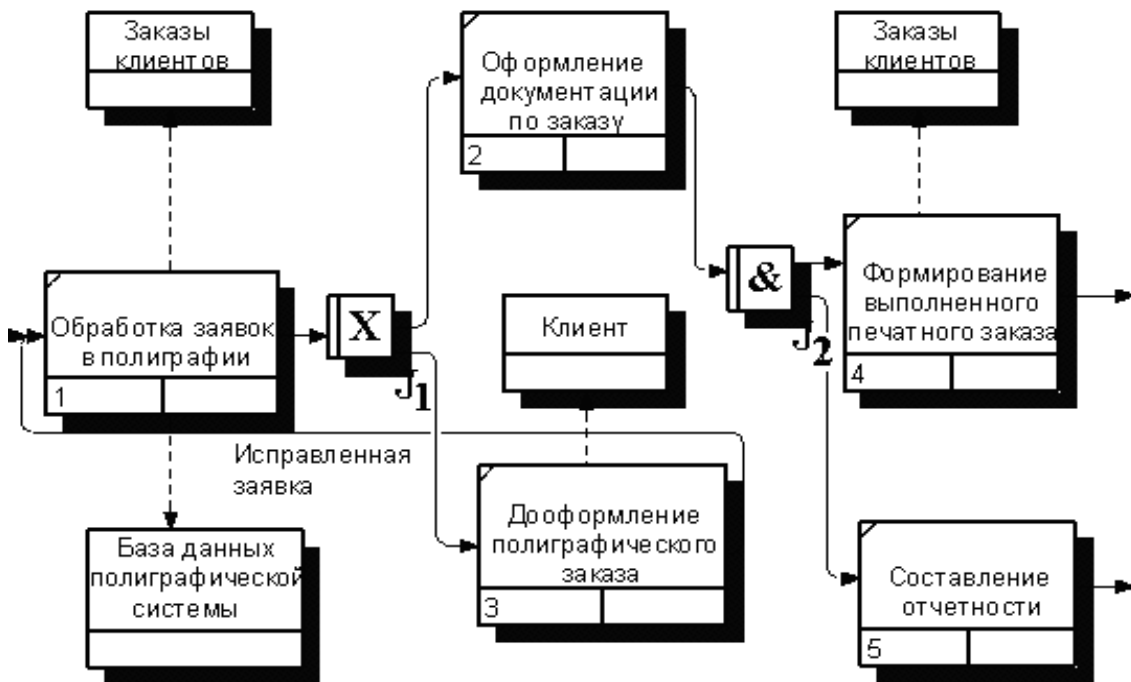 Заказы
клиентов
Оформление
документации
по заказу
2
Заказы
клиентов
Обработка заявок
в полиграфии
1
X
J1
Клиент
&
J2
Формирование
выполненного
печатного заказа
4
Исправленная
заявка
База данных
полиграфической
системы
Дооформление
полиграфического
заказа
3
Составление
отчетности
5